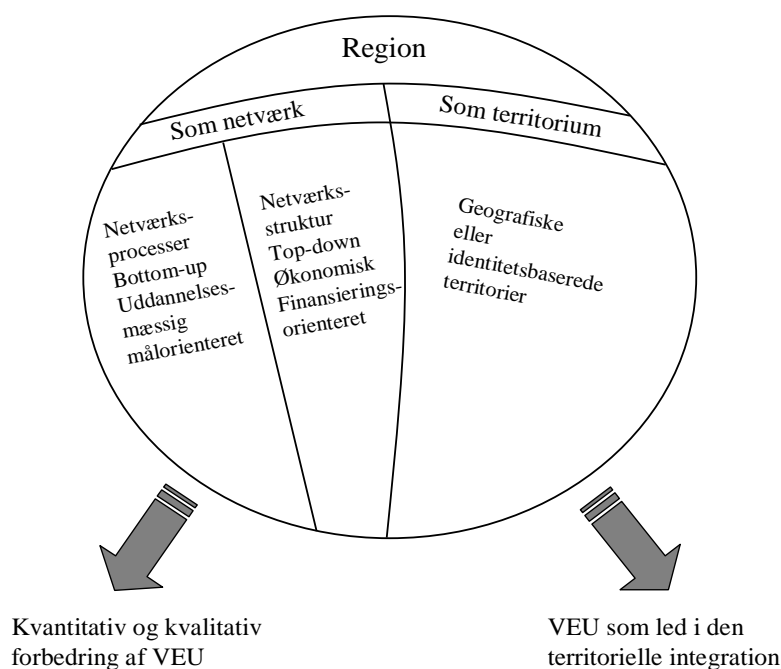 Region
Som netværk
Som territorium
Netværks-
processer
Bottom-up
Uddannelses-
mæssig
målorienteret
Netværks-
struktur
Top-down
Økonomisk
Finansierings-
orienteret
Geografiske
eller
identitetsbaserede
territorier
Kvantitativ og kvalitativ
forbedring af VEU
VEU som led i den
territorielle integration